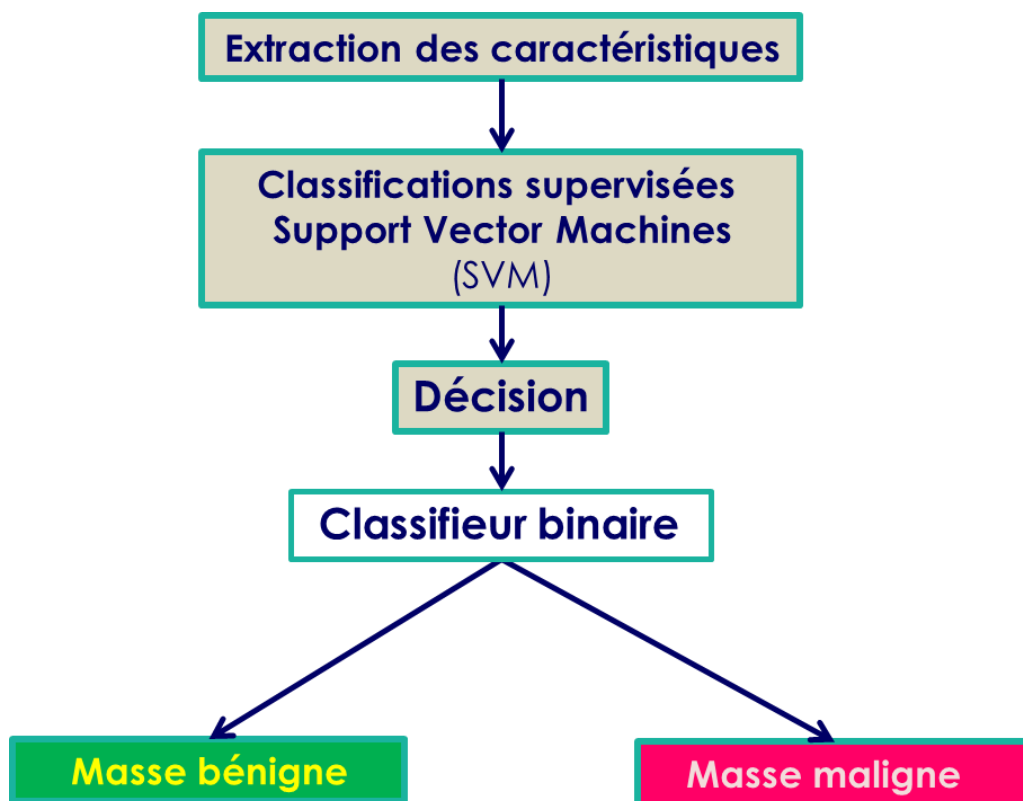 Extraction des caractéristiques
Classifications supervisées
Support Vector Machines
(SVM)
Décision
Classifieur binaire
Masse bénigne
Masse maligne